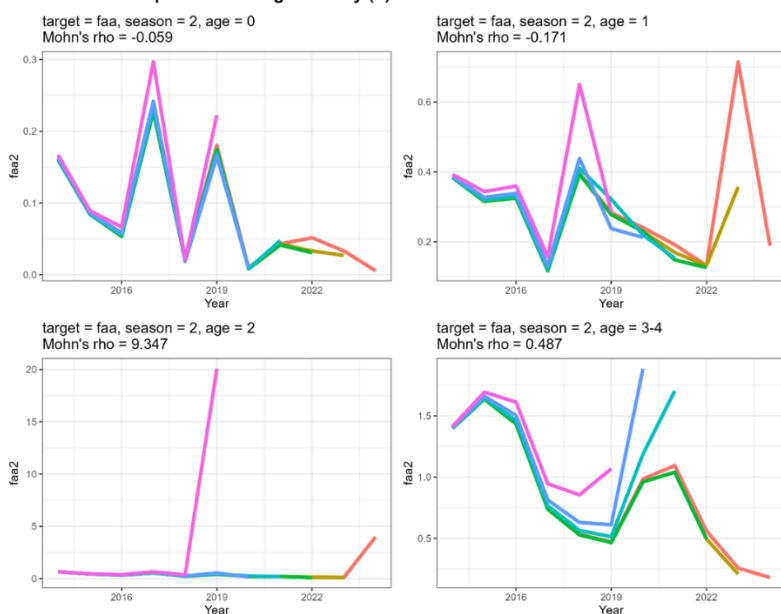 target = faa, season = 2, age = 0
Mohn's rho = -0.059
0.3
0.2
0.1
0.0
faa2
2016
2019
2022
Year
target = faa, season = 2, age = 1
Mohn's rho = -0.171
0.6
0.4
0.2
faa2
2016
2019
2022
Year
target = faa, season = 2, age = 2
Mohn's rho = 9.347
20
15
10
5
0
faa2
2016
2019
2022
Year
target = faa, season = 2, age = 3-4
Mohn's rho = 0.487
1.5
1.0
0.5
faa2
2016
2019
2022
Year